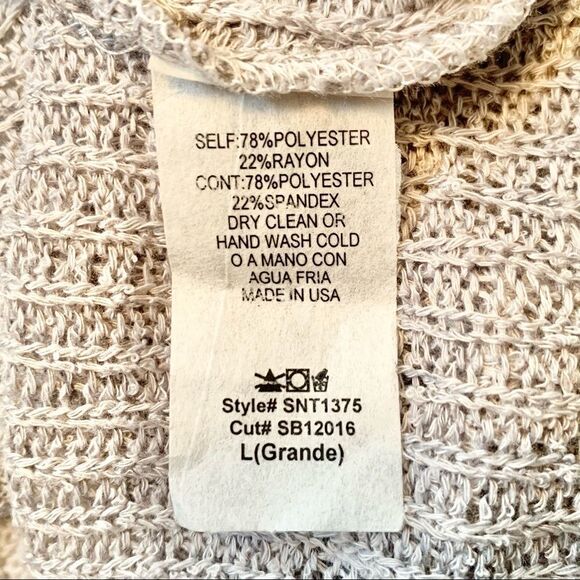 SELF:78%POLYESTER
22%RAYON
CONT:78%POLYESTER
22%SPANDEX
DRY CLEAN OR
HAND WASH COLD
O A MANO CON
AGUA FRIA
MADE IN USA
Style# SNT1375
Cut# SB12016
L(Grande)